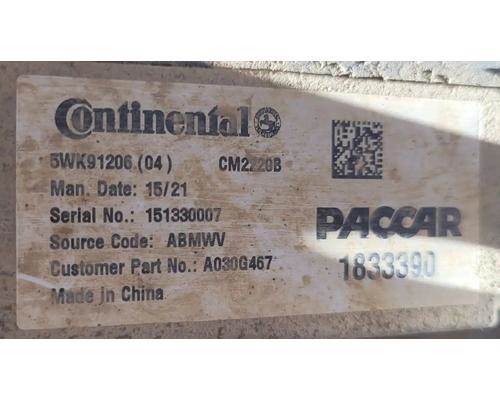 Continental
5WK91206 (04) CM2220B
Man. Date: 15/21
Serial No.: 151330007
Source Code: ABMWV
Customer Part No.: A030G467
Made in China
PACCAR
1833390